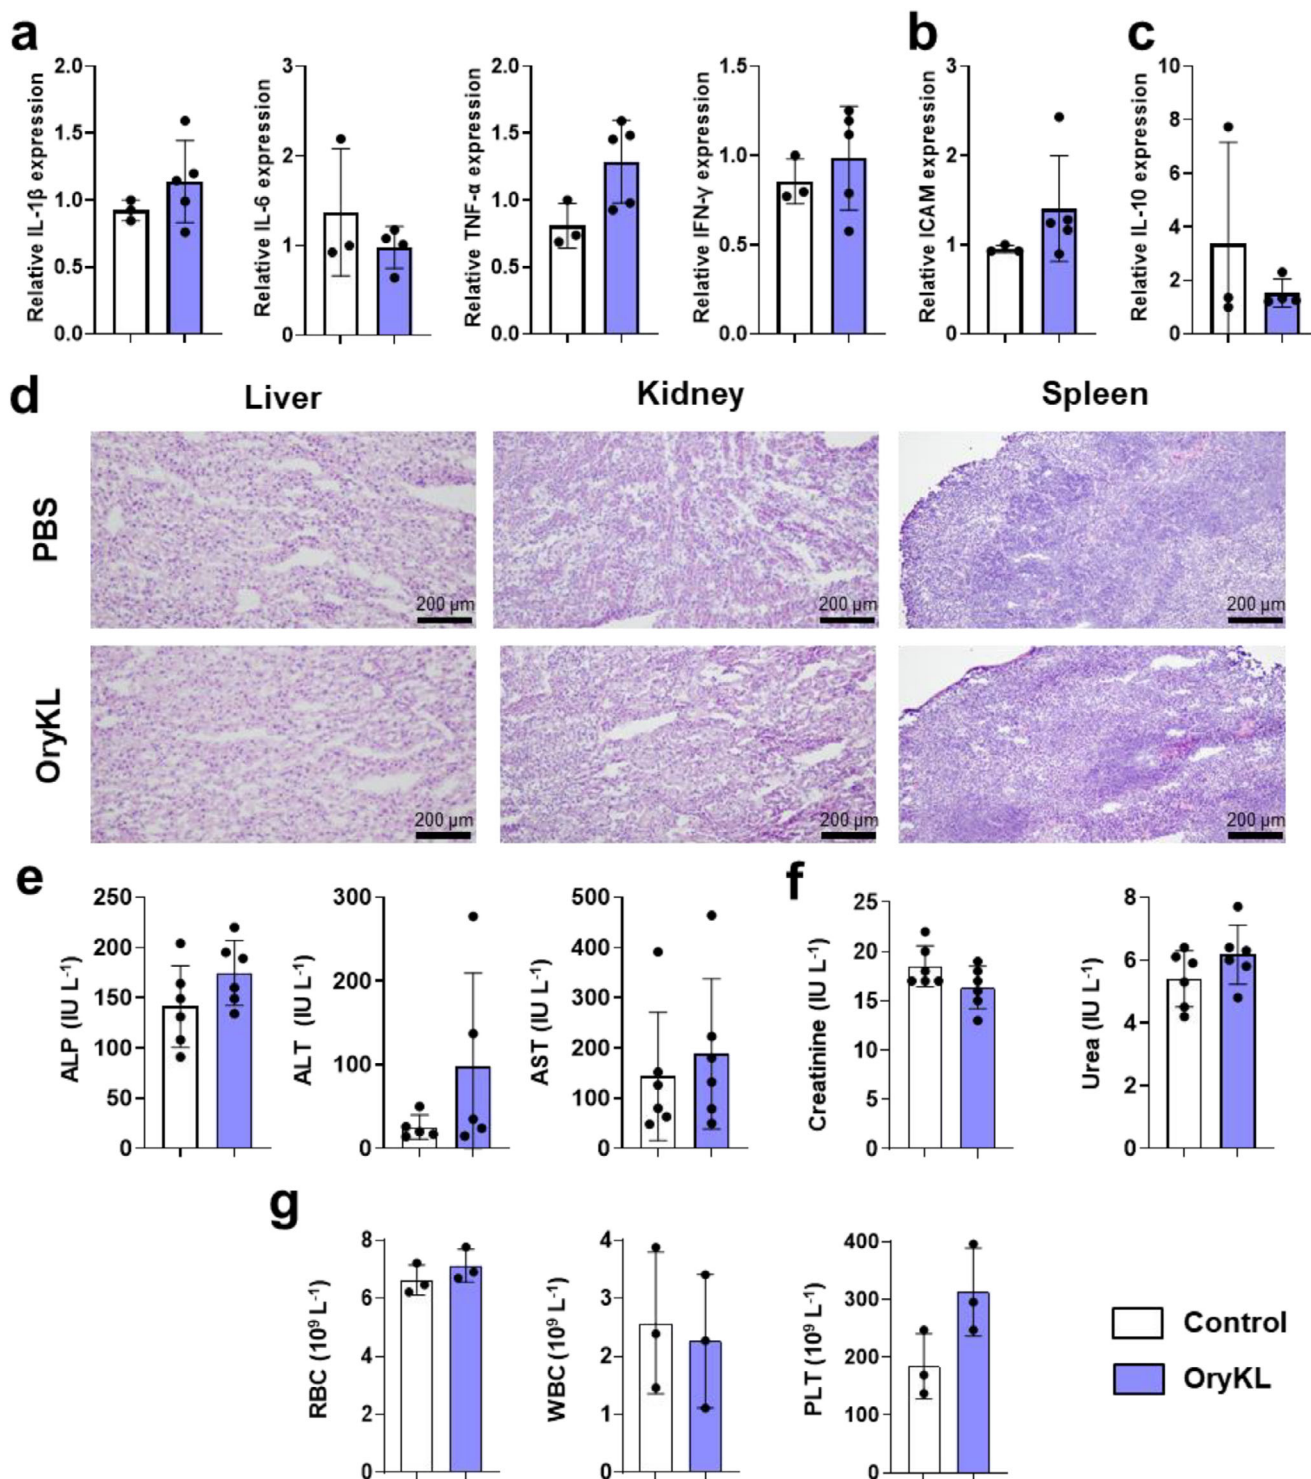 a
b
c
Relative IL-1β expression
2.0
1.5
1.0
0.5
0.0
Relative IL-6 expression
3
2
1
0
Relative TNF-α expression
2.0
1.5
1.0
0.5
0.0
Relative IFN-γ expression
1.5
1.0
0.5
0.0
Relative ICAM expression
3
2
1
0
Relative IL-10 expression
10
8
6
4
2
0
d
Liver
Kidney
Spleen
PBS
200 µm
200 µm
200 µm
OryKL
200 µm
200 µm
200 µm
e
f
ALP (IU L⁻¹)
250
200
150
100
50
0
ALT (IU L⁻¹)
300
200
100
0
AST (IU L⁻¹)
500
400
300
200
100
0
Creatinine (IU L⁻¹)
25
20
15
10
5
0
Urea (IU L⁻¹)
8
6
4
2
0
g
RBC (10⁹ L⁻¹)
8
6
4
2
0
WBC (10⁹ L⁻¹)
4
3
2
1
0
PLT (10⁹ L⁻¹)
400
300
200
100
0
Control
OryKL